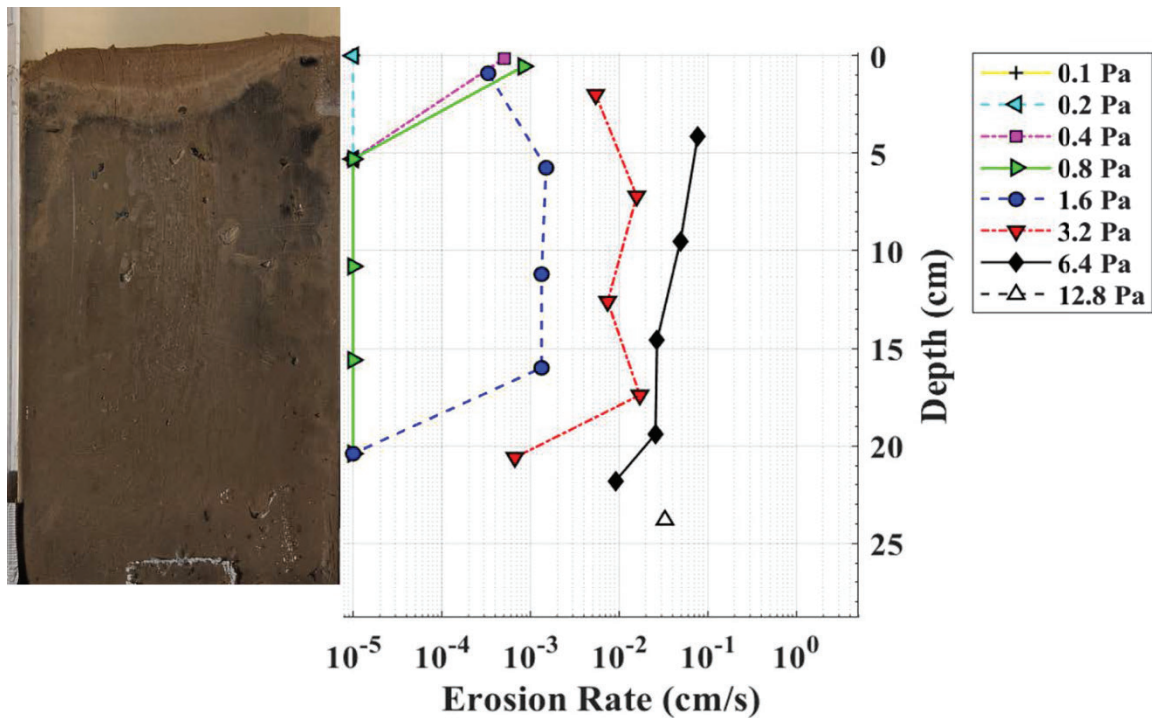 0
5
10
15
20
25
Depth (cm)
10⁻⁵ 10⁻⁴ 10⁻³ 10⁻² 10⁻¹ 10⁰
Erosion Rate (cm/s)
0.1 Pa
0.2 Pa
0.4 Pa
0.8 Pa
1.6 Pa
3.2 Pa
6.4 Pa
12.8 Pa